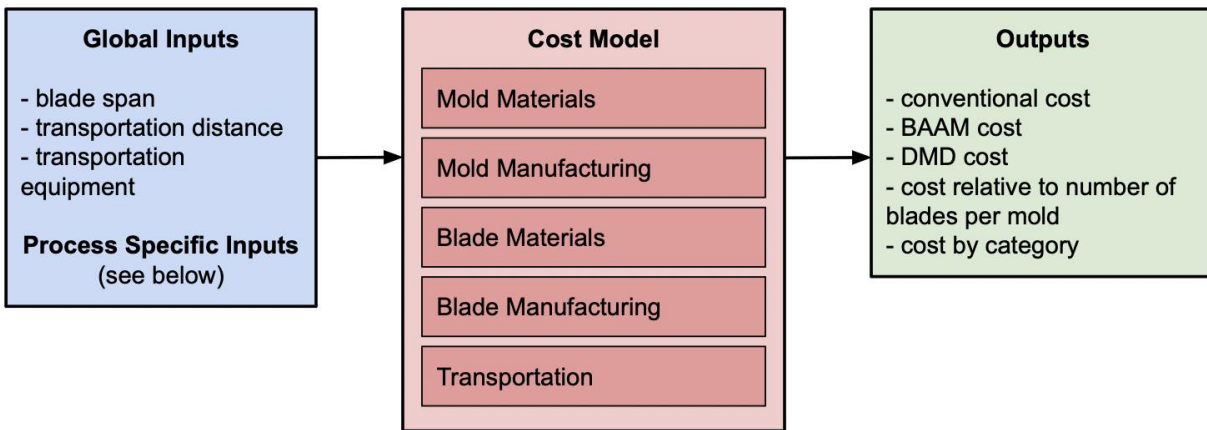 Global Inputs
- blade span
- transportation distance
- transportation
equipment
Process Specific Inputs
(see below)
Cost Model
Mold Materials
Mold Manufacturing
Blade Materials
Blade Manufacturing
Transportation
Outputs
- conventional cost
- BAAM cost
- DMD cost
- cost relative to number of
blades per mold
- cost by category